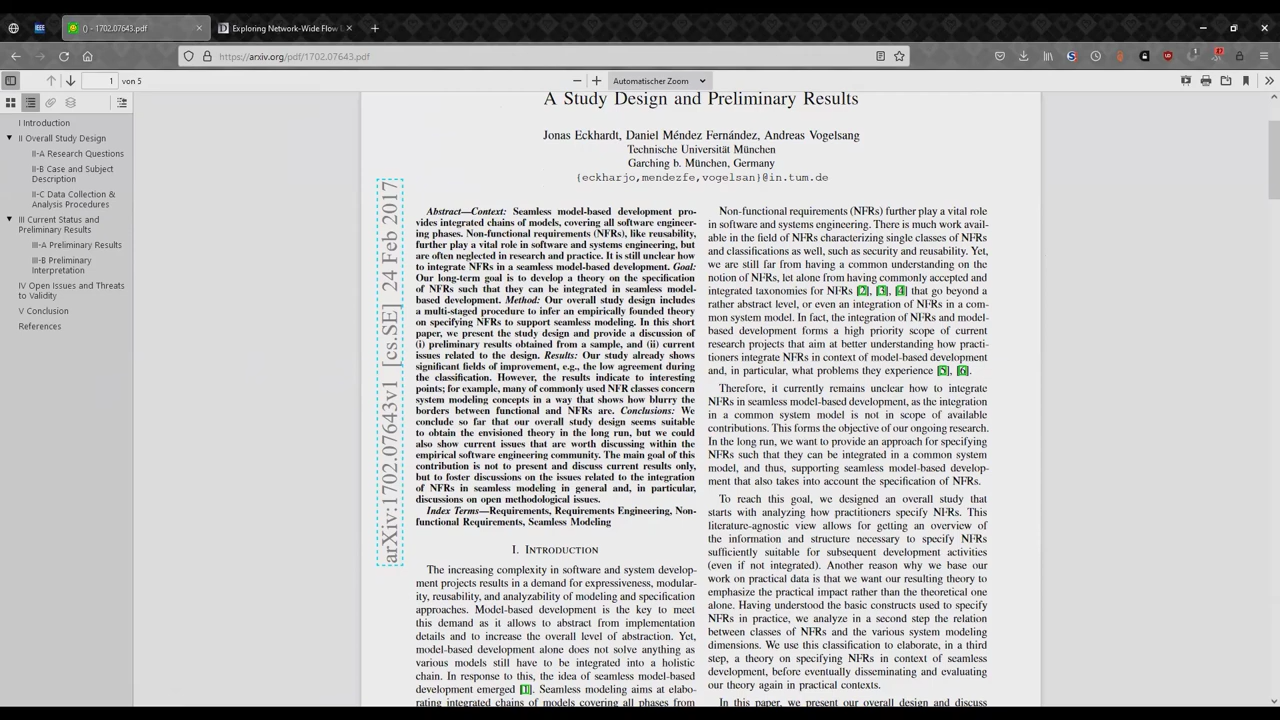 () - 1702.07643.pdf
Exploring Network-Wide Flow
https://arxiv.org/pdf/1702.07643.pdf
1
von 5
Automatischer Zoom
I Introduction
II Overall Study Design
II-A Research Questions
II-B Case and Subject
Description
II-C Data Collection &
Analysis Procedures
III Current Status and
Preliminary Results
III-A Preliminary Results
III-B Preliminary
Interpretation
IV Open Issues and Threats
to Validity
V Conclusion
References
A Study Design and Preliminary Results
Jonas Eckhardt, Daniel Méndez Fernández, Andreas Vogelsang
Technische Universität München
Garching b. München, Germany
{eckharjo,mendezfe,vogelsan}@in.tum.de
arXiv:1702.07643v1 [cs.SE] 24 Feb 2017
Abstract—Context: Seamless model-based development pro-
vides integrated chains of models, covering all software engineer-
ing phases. Non-functional requirements (NFRs), like reusability,
further play a vital role in software and systems engineering, but
are often neglected in research and practice. It is still unclear how
to integrate NFRs in a seamless model-based development. Goal:
Our long-term goal is to develop a theory on the specification
of NFRs such that they can be integrated in seamless model-
based development. Method: Our overall study design includes
a multi-staged procedure to infer an empirically founded theory
on specifying NFRs to support seamless modeling. In this short
paper, we present the study design and provide a discussion of
(i) preliminary results obtained from a sample, and (ii) current
issues related to the design. Results: Our study already shows
significant fields of improvement, e.g., the low agreement during
the classification. However, the results indicate to interesting
points; for example, many of commonly used NFR classes concern
system modeling concepts in a way that shows how blurry the
borders between functional and NFRs are. Conclusions: We
conclude so far that our overall study design seems suitable
to obtain the envisioned theory in the long run, but we could
also show current issues that are worth discussing within the
empirical software engineering community. The main goal of this
contribution is not to present and discuss current results only,
but to foster discussions on the issues related to the integration
of NFRs in seamless modeling in general and, in particular,
discussions on open methodological issues.
Index Terms—Requirements, Requirements Engineering, Non-
functional Requirements, Seamless Modeling
I. INTRODUCTION
The increasing complexity in software and system develop-
ment projects results in a demand for expressiveness, modular-
ity, reusability, and analyzability of modeling and specification
approaches. Model-based development is the key to meet
this demand as it allows to abstract from implementation
details and to increase the overall level of abstraction. Yet,
model-based development alone does not solve anything as
various models still have to be integrated into a holistic
chain. In response to this, the idea of seamless model-based
development emerged [1]. Seamless modeling aims at elabo-
rating integrated chains of models covering all phases from
Non-functional requirements (NFRs) further play a vital role
in software and systems engineering. There is much work avail-
able in the field of NFRs characterizing single classes of NFRs
and classifications as well, such as security and reusability. Yet,
we are still far from having a common understanding on the
notion of NFRs, let alone from having commonly accepted and
integrated taxonomies for NFRs [2], [3], [4] that go beyond a
rather abstract level, or even an integration of NFRs in a com-
mon system model. In fact, the integration of NFRs and model-
based development forms a high priority scope of current
research projects that aim at better understanding how practi-
tioners integrate NFRs in context of model-based development
and, in particular, what problems they experience [5], [6].
Therefore, it currently remains unclear how to integrate
NFRs in seamless model-based development, as the integration
in a common system model is not in scope of available
contributions. This forms the objective of our ongoing research.
In the long run, we want to provide an approach for specifying
NFRs such that they can be integrated in a common system
model, and thus, supporting seamless model-based develop-
ment that also takes into account the specification of NFRs.
To reach this goal, we designed an overall study that
starts with analyzing how practitioners specify NFRs. This
literature-agnostic view allows for getting an overview of
the information and structure necessary to specify NFRs
sufficiently suitable for subsequent development activities
(even if not integrated). Another reason why we base our
work on practical data is that we want our resulting theory to
emphasize the practical impact rather than the theoretical one
alone. Having understood the basic constructs used to specify
NFRs in practice, we analyze in a second step the relation
between classes of NFRs and the various system modeling
dimensions. We use this classification to elaborate, in a third
step, a theory on specifying NFRs in context of seamless
development, before eventually disseminating and evaluating
our theory again in practical contexts.
In this paper, we present our overall design and discuss